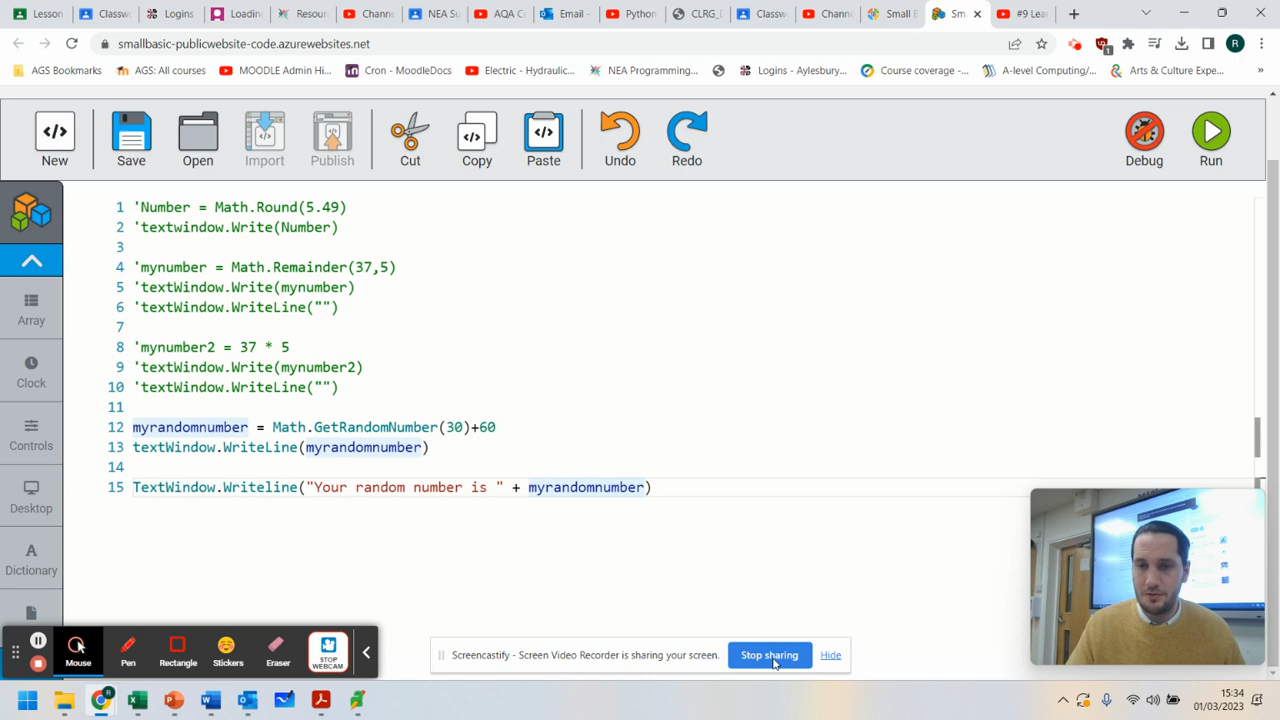 Lesson
Classw
Logins
Loading
Resour
Channe
NEA Su
AQA Co
Email -
Python
CLRG_D
Classw
Channe
Small B
Sma
#9 Lear
smallbasic-publicwebsite-code.azurewebsites.net
R
AGS Bookmarks
AGS: All courses
MOODLE Admin Hi...
Cron - MoodleDocs
Electric - Hydraulic...
NEA Programming...
Logins - Aylesbury...
Course coverage -...
A-level Computing/...
Arts & Culture Expe...
New
Save
Open
Import
Publish
Cut
Copy
Paste
Undo
Redo
Debug
Run
1 'Number = Math.Round(5.49)
2 'textwindow.Write(Number)
3
4 'mynumber = Math.Remainder(37,5)
5 'textWindow.Write(mynumber)
6 'textWindow.WriteLine("")
7
8 'mynumber2 = 37 * 5
9 'textWindow.Write(mynumber2)
10 'textWindow.WriteLine("")
11
12 myrandomnumber = Math.GetRandomNumber(30)+60
13 textWindow.WriteLine(myrandomnumber)
14
15 TextWindow.Writeline("Your random number is " + myrandomnumber)
Array
Clock
Controls
Desktop
Dictionary
Mouse
Pen
Rectangle
Stickers
Eraser
STOP
WEBCAM
Screencastify - Screen Video Recorder is sharing your screen.
Stop sharing
Hide
15:34
01/03/2023